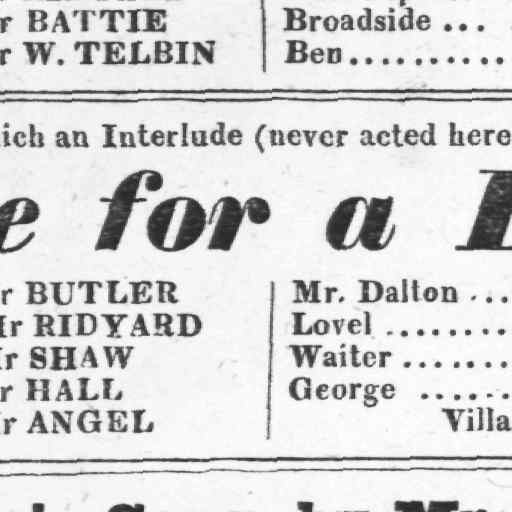 r BATTIE
r W. TELBIN
Broadside ...
Ben..........
ich an Interlude (never acted here
e for a
r BUTLER
Ir RIDYARD
Ir SHAW
r HALL
Ir ANGEL
Mr. Dalton ...
Lovel ........
Waiter .......
George ......
Villa